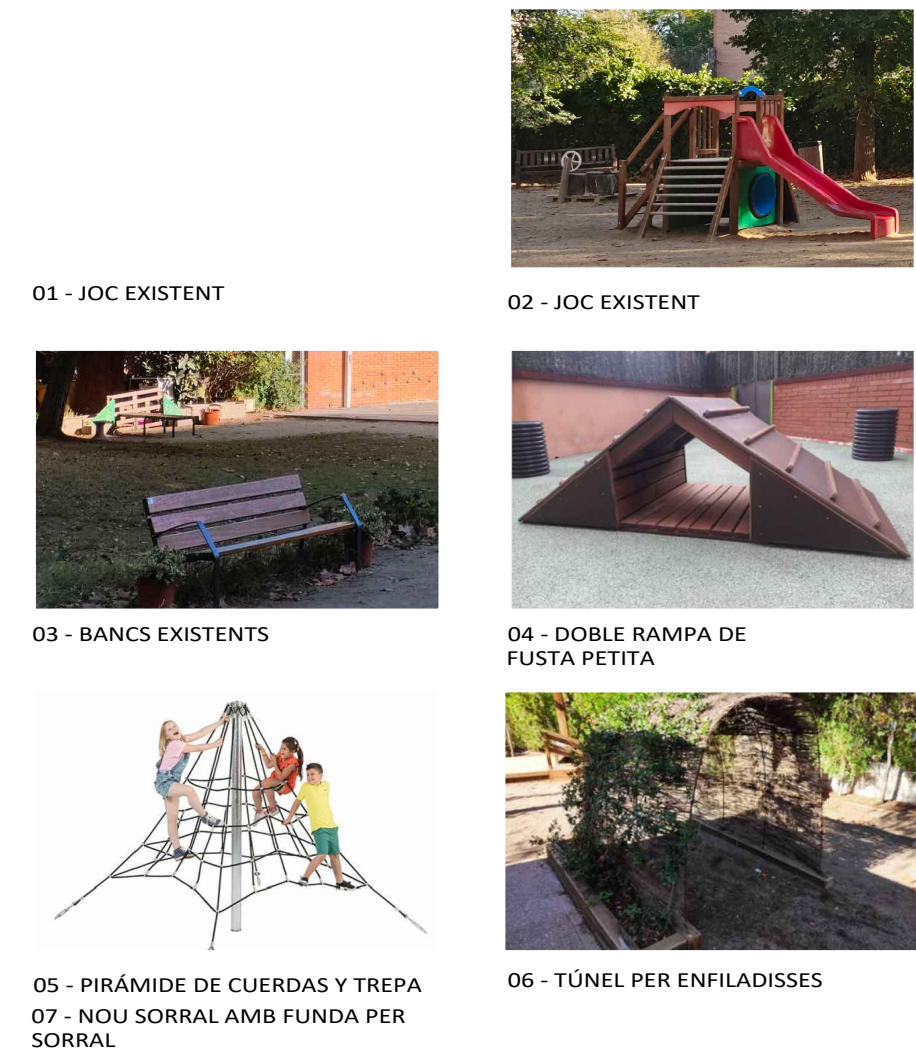 01 - JOC EXISTENT
02 - JOC EXISTENT
03 - BANCS EXISTENTS
04 - DOBLE RAMPA DE
FUSTA PETITA
05 - PIRÁMIDE DE CUERDAS Y TREPA
06 - TÚNEL PER ENFILADISSES
07 - NOU SORRAL AMB FUNDA PER
SORRAL